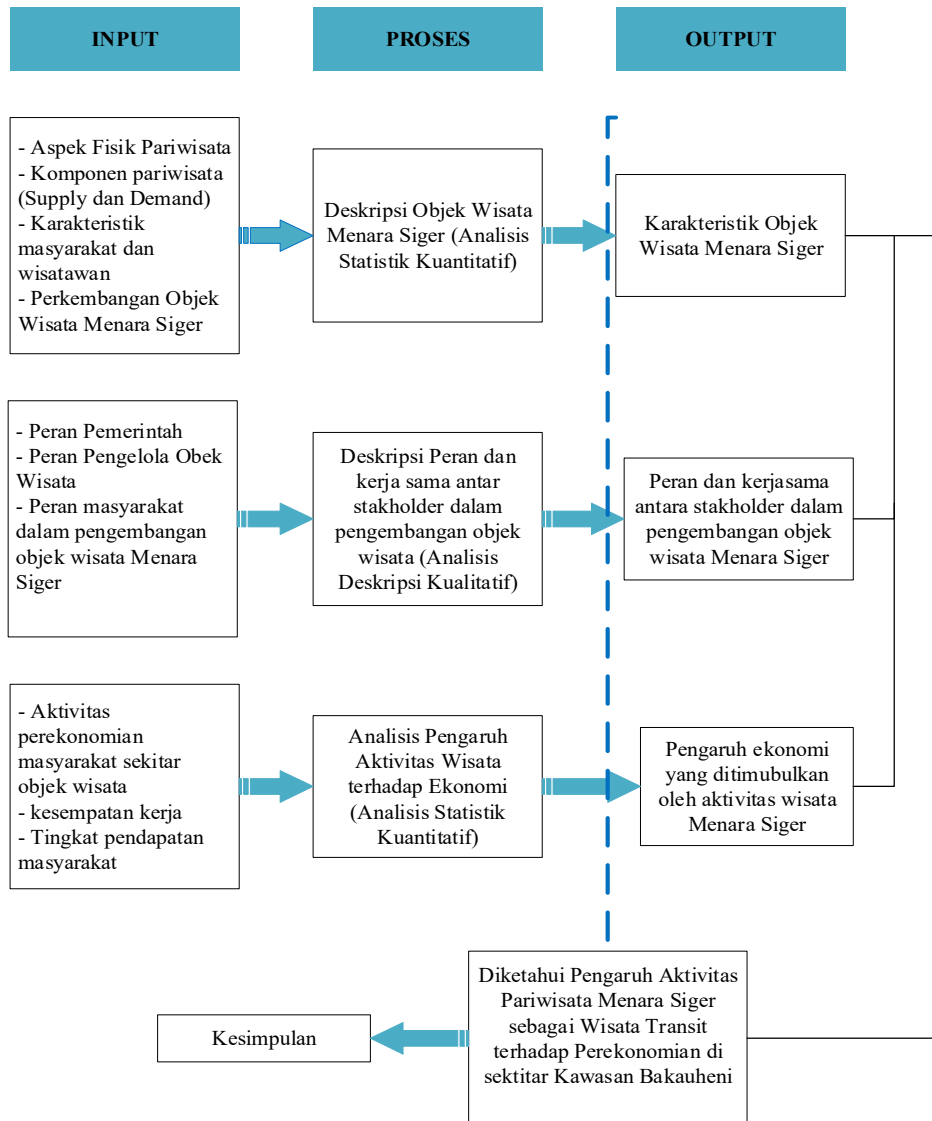 INPUT
PROSES
OUTPUT
- Aspek Fisik Pariwisata
- Komponen pariwisata
(Supply dan Demand)
- Karakteristik
masyarakat dan
wisatawan
- Perkembangan Objek
Wisata Menara Siger
Deskripsi Objek Wisata
Menara Siger (Analisis
Statistik Kuantitatif)
Karakteristik Objek
Wisata Menara Siger
- Peran Pemerintah
- Peran Pengelola Obek
Wisata
- Peran masyarakat
dalam pengembangan
objek wisata Menara
Siger
Deskripsi Peran dan
kerja sama antar
stakholder dalam
pengembangan objek
wisata (Analisis
Deskripsi Kualitatif)
Peran dan kerjasama
antara stakholder dalam
pengembangan objek
wisata Menara Siger
- Aktivitas
perekonomian
masyarakat sekitar
objek wisata
- kesempatan kerja
- Tingkat pendapatan
masyarakat
Analisis Pengaruh
Aktivitas Wisata
terhadap Ekonomi
(Analisis Statistik
Kuantitatif)
Pengaruh ekonomi
yang ditimubulkan
oleh aktivitas wisata
Menara Siger
Diketahui Pengaruh Aktivitas
Pariwisata Menara Siger
sebagai Wisata Transit
terhadap Perekonomian di
sektitar Kawasan Bakauheni
Kesimpulan